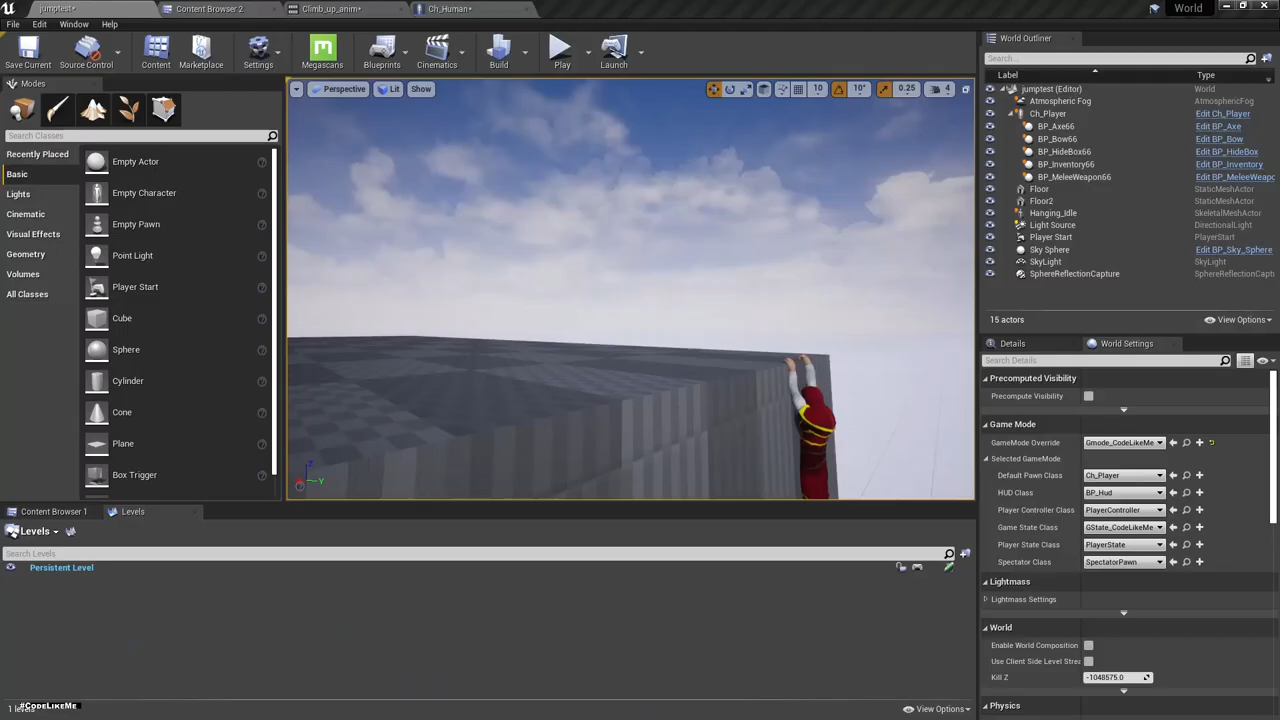 jumptest*
Content Browser 2
Climb_up_anim*
Ch_Human*
World
File
Edit
Window
Help
Save Current
Source Control
Content
Marketplace
Settings
Megascans
Blueprints
Cinematics
Build
Play
Launch
Modes
Search Classes
Recently Placed
Basic
Lights
Cinematic
Visual Effects
Geometry
Volumes
All Classes
Empty Actor
Empty Character
Empty Pawn
Point Light
Player Start
Cube
Sphere
Cylinder
Cone
Plane
Box Trigger
Perspective
Lit
Show
10
10°
0.25
4
Z
Y
World Outliner
Search...
Label
Type
jumptest (Editor)
World
Atmospheric Fog
AtmosphericFog
Ch_Player
Edit Ch_Player
BP_Axe66
Edit BP_Axe
BP_Bow66
Edit BP_Bow
BP_HideBox66
Edit BP_HideBox
BP_Inventory66
Edit BP_Inventory
BP_MeleeWeapon66
Edit BP_MeleeWeapc
Floor
StaticMeshActor
Floor2
StaticMeshActor
Hanging_Idle
SkeletalMeshActor
Light Source
DirectionalLight
Player Start
PlayerStart
Sky Sphere
Edit BP_Sky_Sphere
SkyLight
SkyLight
SphereReflectionCapture
SphereReflectionCapt
15 actors
View Options
Details
World Settings
Search Details
Precomputed Visibility
Precompute Visibility
Game Mode
GameMode Override
Gmode_CodeLikeMe
Selected GameMode
Default Pawn Class
Ch_Player
HUD Class
BP_Hud
Player Controller Class
PlayerController
Game State Class
GState_CodeLikeMe
Player State Class
PlayerState
Spectator Class
SpectatorPawn
Lightmass
Lightmass Settings
World
Enable World Composition
Use Client Side Level Strea
Kill Z
-1048575.0
Physics
Content Browser 1
Levels
Levels
Search Levels
Persistent Level
1 levels
#CodeLikeMe
View Options